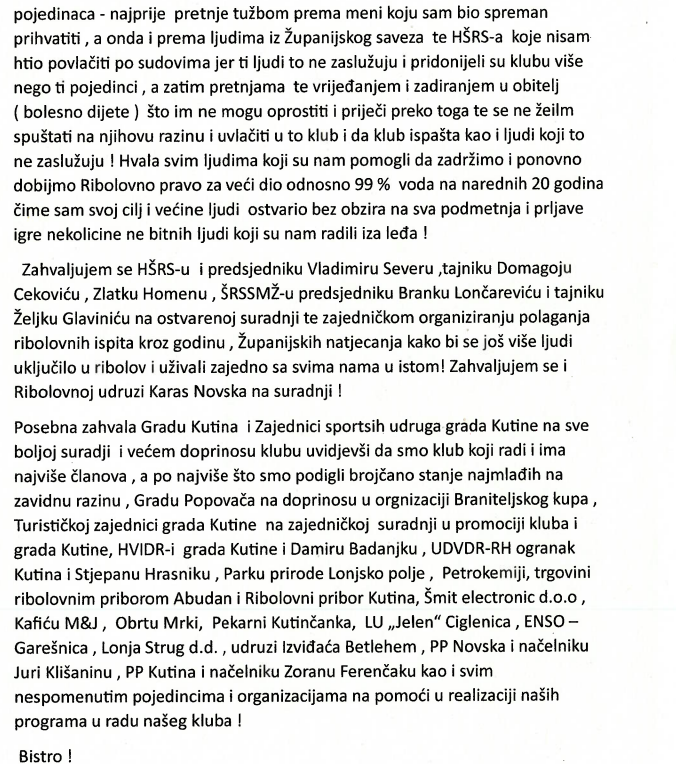 pojedinaca - najprije pretnje tužbom prema meni koju sam bio spreman
prihvatiti , a onda i prema ljudima iz Županijskog saveza te HŠRS-a koje nisam
htio povlačiti po sudovima jer ti ljudi to ne zaslužuju i pridonijeli su klubu više
nego ti pojedinci , a zatim pretnjama te vrijeđanjem i zadiranjem u obitelj
( bolesno dijete ) što im ne mogu oprostiti i priječi preko toga te se ne žeilm
spuštati na njihovu razinu i uvlačiti u to klub i da klub ispašta kao i ljudi koji to
ne zaslužuju ! Hvala svim ljudima koji su nam pomogli da zadržimo i ponovno
dobijmo Ribolovno pravo za veći dio odnosno 99 % voda na narednih 20 godina
čime sam svoj cilj i većine ljudi ostvario bez obzira na sva podmetnja i prljave
igre nekolicine ne bitnih ljudi koji su nam radili iza leđa !
Zahvaljujem se HŠRS-u i predsjedniku Vladimiru Severu ,tajniku Domagoju
Cekoviću , Zlatku Homenu , ŠRSSMŽ-u predsjedniku Branku Lončareviću i tajniku
Željku Glaviniću na ostvarenoj suradnji te zajedničkom organiziranju polaganja
ribolovnih ispita kroz godinu , Županijskih natjecanja kako bi se još više ljudi
uključilo u ribolov i uživali zajedno sa svima nama u istom! Zahvaljujem se i
Ribolovnoj udruzi Karas Novska na suradnji !
Posebna zahvala Gradu Kutina i Zajednici sportsih udruga grada Kutine na sve
boljoj suradji i većem doprinosu klubu uvidjevši da smo klub koji radi i ima
najviše članova , a po najviše što smo podigli brojčano stanje najmlađih na
zavidnu razinu , Gradu Popovača na doprinosu u orgnizaciji Braniteljskog kupa ,
Turističkoj zajednici grada Kutine na zajedničkoj suradnji u promociji kluba i
grada Kutine, HVIDR-i grada Kutine i Damiru Badanjku , UDVDR-RH ogranak
Kutina i Stjepanu Hrasniku , Parku prirode Lonjsko polje , Petrokemiji, trgovini
ribolovnim priborom Abudan i Ribolovni pribor Kutina, Šmit electronic d.o.o ,
Kafiću M&J , Obrtu Mrki, Pekarni Kutinčanka, LU „Jelen“ Ciglenica , ENSO –
Garešnica , Lonja Strug d.d. , udruzi Izviđaća Betlehem , PP Novska i načelniku
Juri Klišaninu , PP Kutina i načelniku Zoranu Ferenčaku kao i svim
nespomenutim pojedincima i organizacijama na pomoći u realizaciji naših
programa u radu našeg kluba !
Bistro !